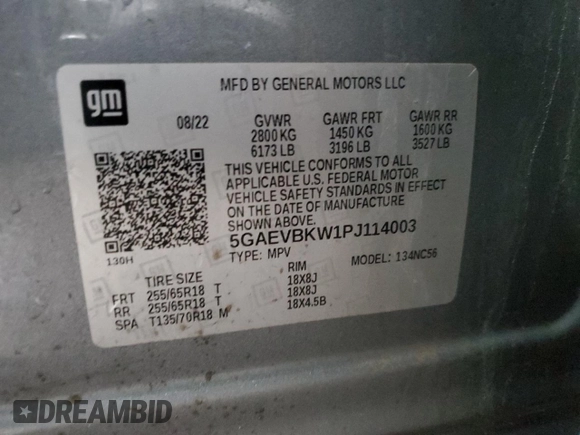 gm
MFD BY GENERAL MOTORS LLC
08/22 GVWR GAWR FRT GAWR RR
2800 KG 1450 KG 1600 KG
6173 LB 3196 LB 3527 LB
THIS VEHICLE CONFORMS TO ALL
APPLICABLE U.S. FEDERAL MOTOR
VEHICLE SAFETY STANDARDS IN EFFECT
ON THE DATE OF MANUFACTURE
SHOWN ABOVE.
130H
5GAEVBKW1PJ114003
TYPE: MPV MODEL: 134NC56
TIRE SIZE RIM
FRT 255/65R18 T 18X8J
RR 255/65R18 T 18X8J
SPA T135/70R18 M 18X4.5B
DREAMBID